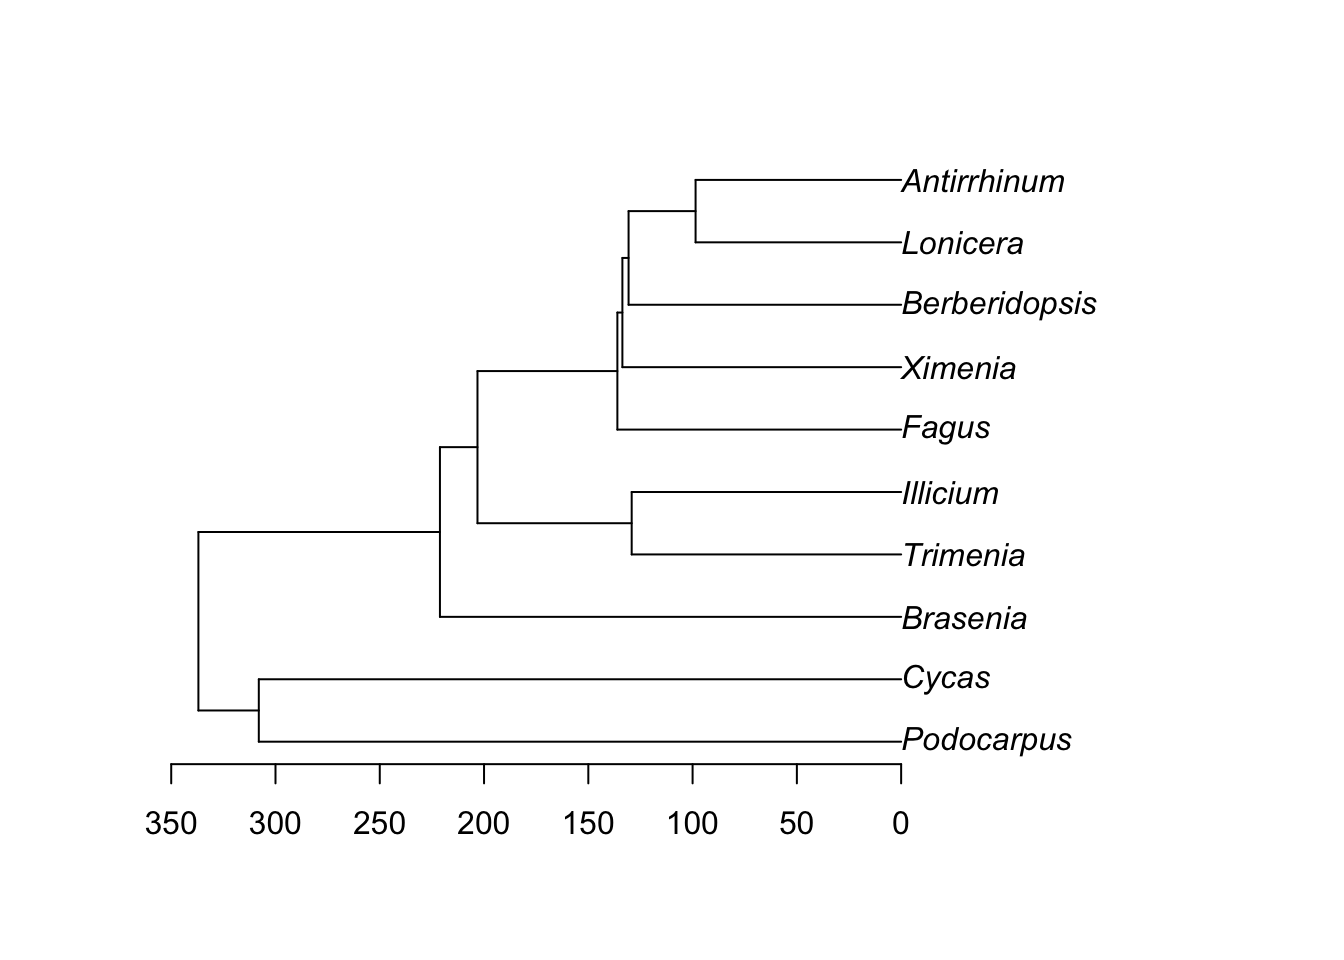 Antirrhinum
Lonicera
Berberidopsis
Ximenia
Fagus
Illicium
Trimenia
Brasenia
Cycas
Podocarpus
350 300 250 200 150 100 50 0